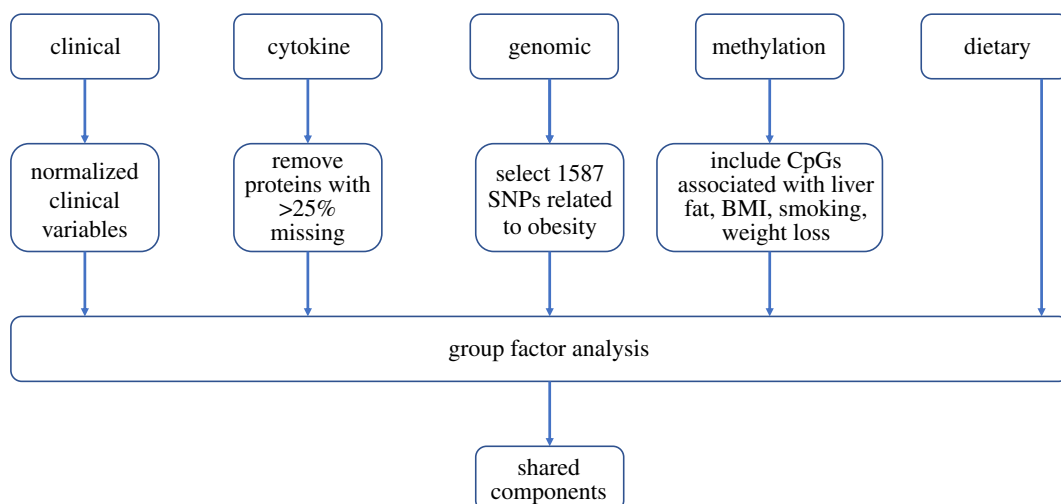 clinical
cytokine
genomic
methylation
dietary
normalized
clinical
variables
remove
proteins with
>25%
missing
select 1587
SNPs related
to obesity
include CpGs
associated with liver
fat, BMI, smoking,
weight loss
group factor analysis
shared
components